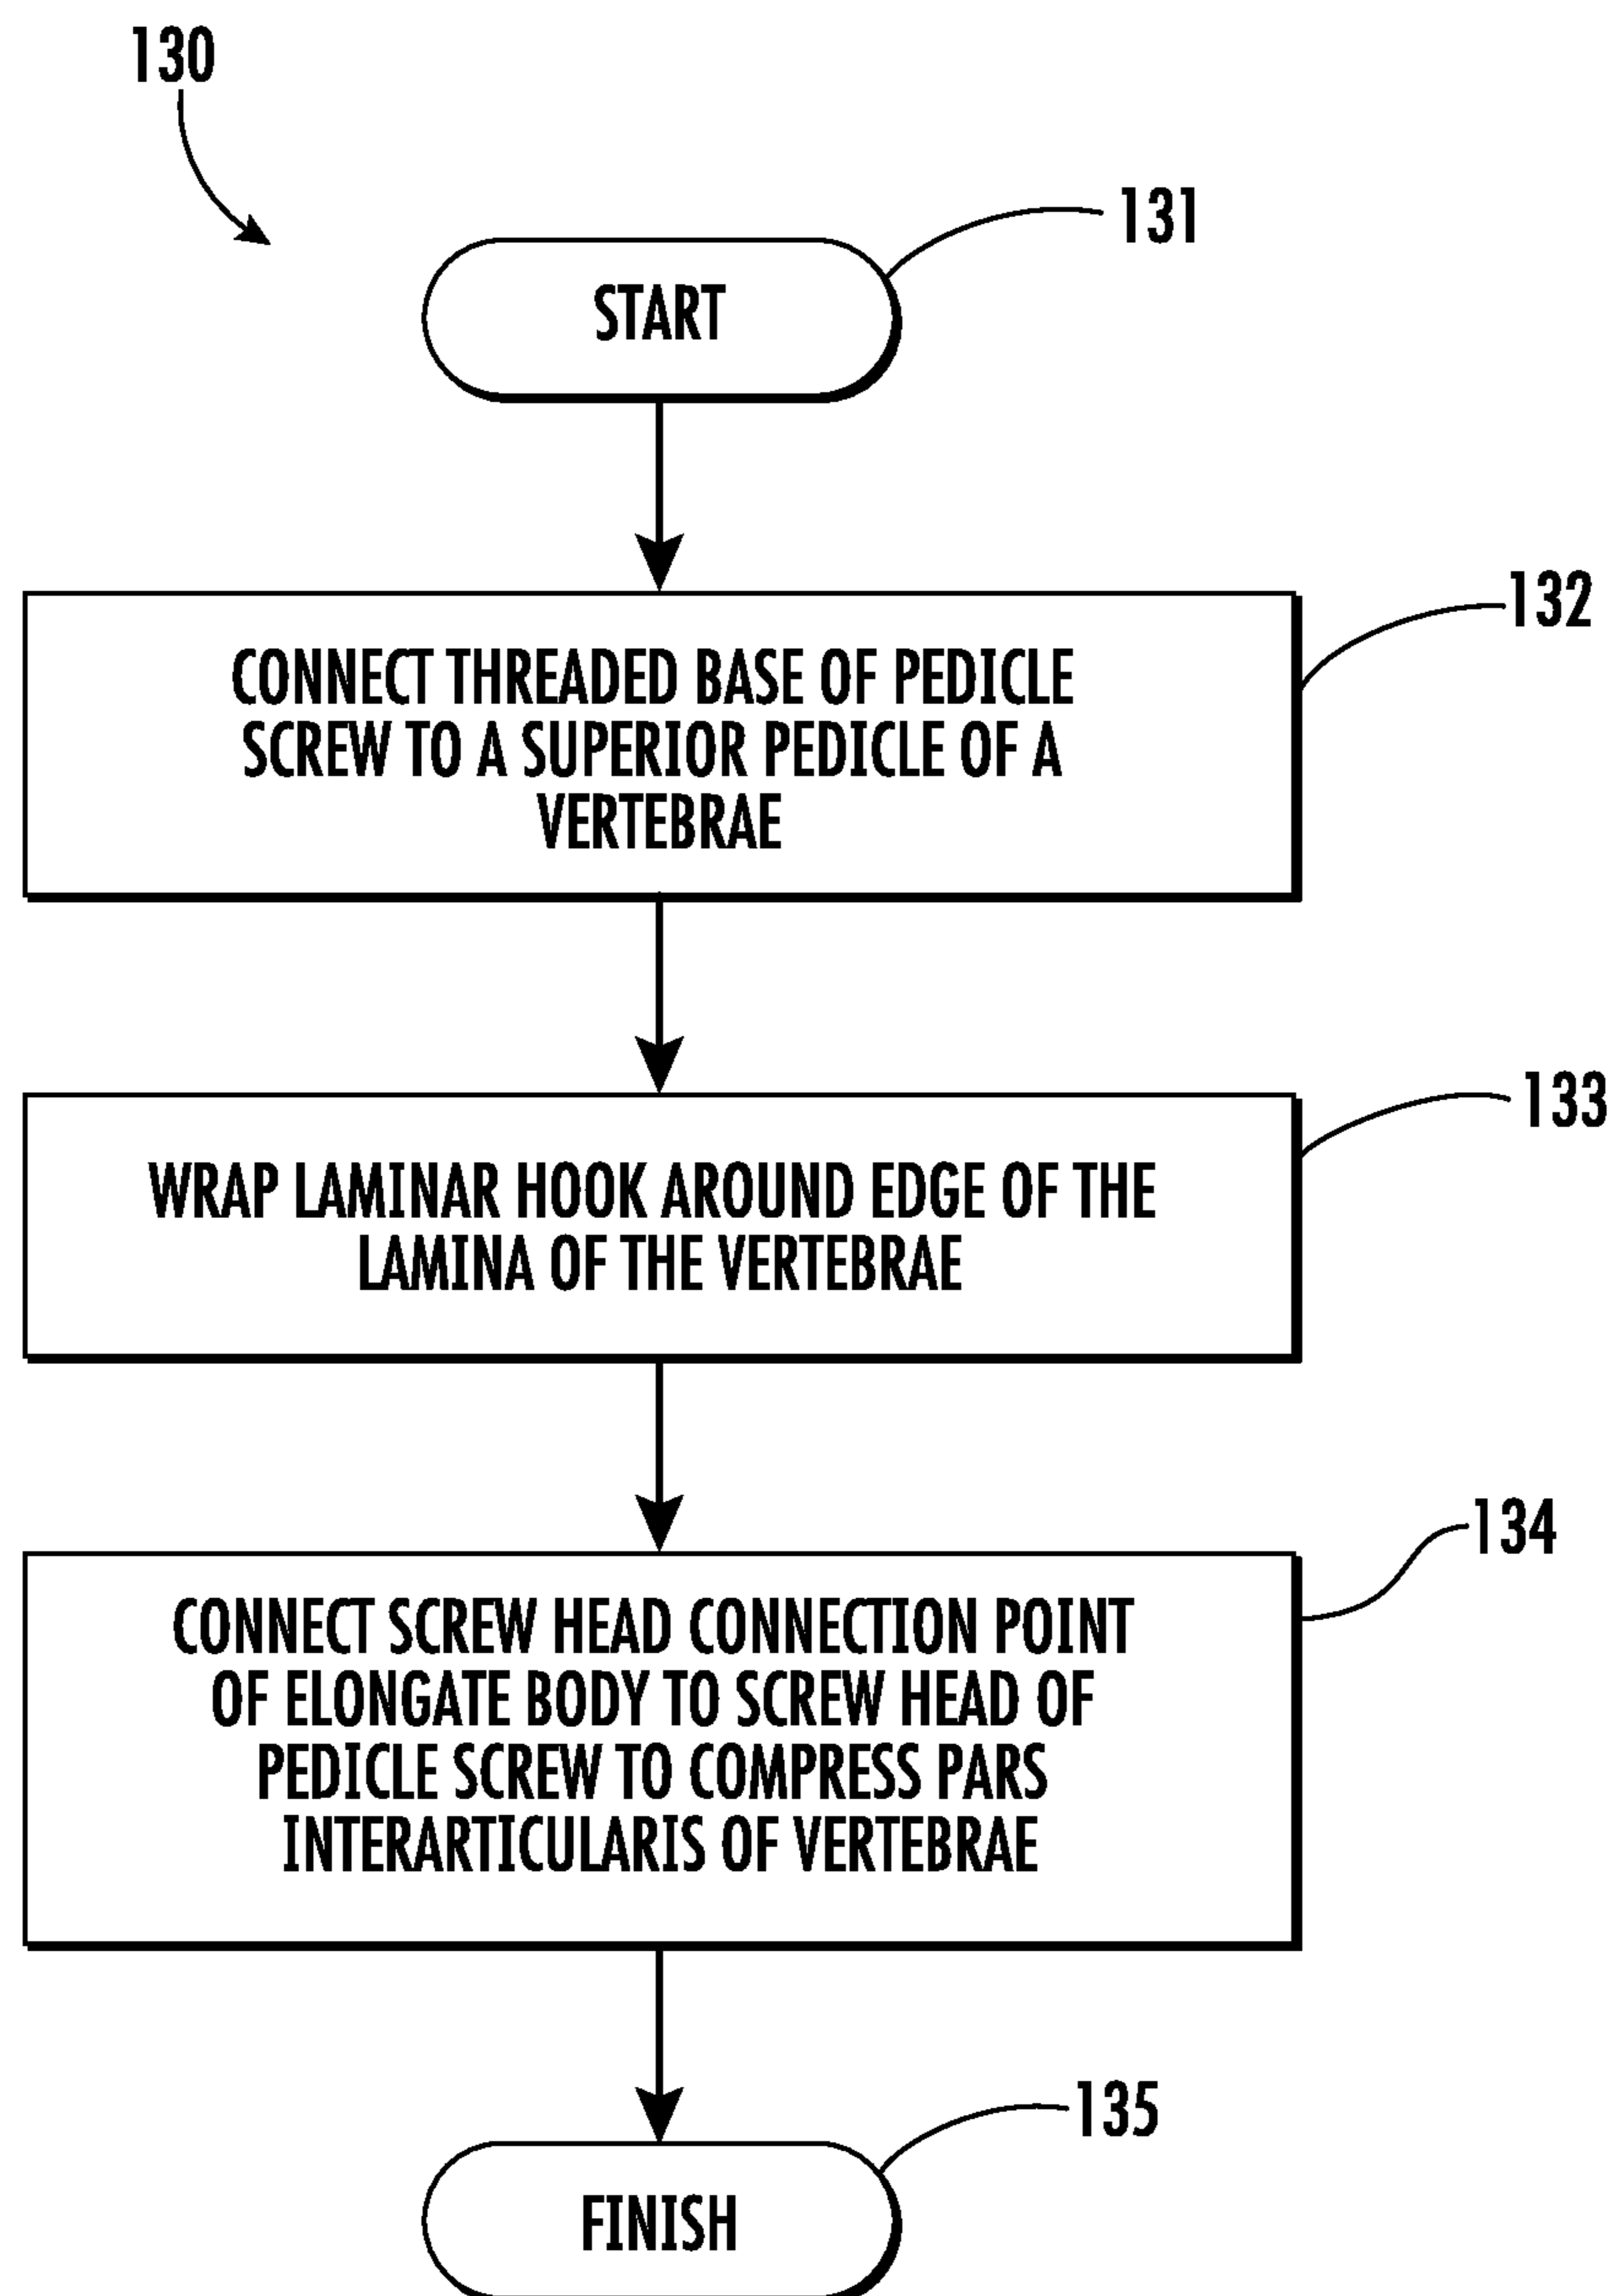 130
131
START
132
CONNECT THREADED BASE OF PEDICLE
SCREW TO A SUPERIOR PEDICLE OF A
VERTEBRAE
133
WRAP LAMINAR HOOK AROUND EDGE OF THE
LAMINA OF THE VERTEBRAE
134
CONNECT SCREW HEAD CONNECTION POINT
OF ELONGATE BODY TO SCREW HEAD OF
PEDICLE SCREW TO COMPRESS PARS
INTERARTICULARIS OF VERTEBRAE
135
FINISH